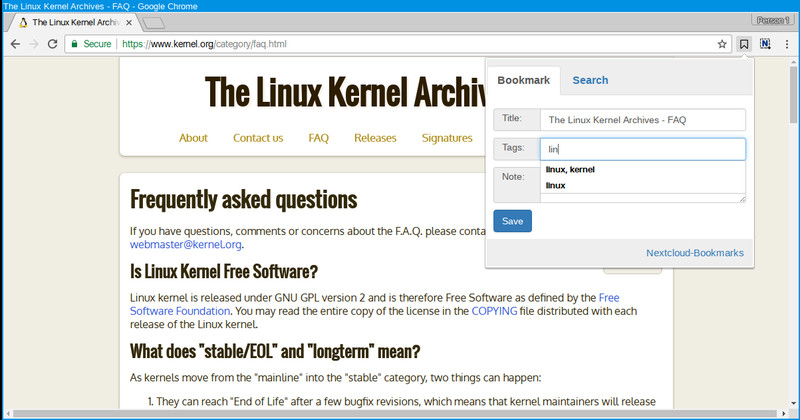 The Linux Kernel Archives - FAQ - Google Chrome
The Linux Kernel Archiv
Person 1
Secure https://www.kernel.org/category/faq.html
The Linux Kernel Archiv
About Contact us FAQ Releases Signatures
Bookmark Search
Title: The Linux Kernel Archives - FAQ
Tags: lin
linux, kernel
linux
Note:
Save
Nextcloud-Bookmarks
Frequently asked questions
If you have questions, comments or concerns about the F.A.Q. please conta
webmaster@kernel.org.
Is Linux Kernel Free Software?
Linux kernel is released under GNU GPL version 2 and is therefore Free Software as defined by the Free
Software Foundation. You may read the entire copy of the license in the COPYING file distributed with each
release of the Linux kernel.
What does "stable/EOL" and "longterm" mean?
As kernels move from the "mainline" into the "stable" category, two things can happen:
1. They can reach "End of Life" after a few bugfix revisions, which means that kernel maintainers will release